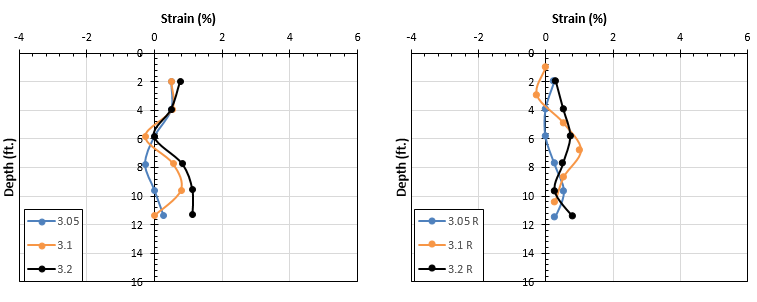 Strain (%)
-4 -2 0 2 4 6
0
2
4
6
8
10
12
14
16
Depth (ft.)
3.05
3.1
3.2
Strain (%)
-4 -2 0 2 4 6
0
2
4
6
8
10
12
14
16
Depth (ft.)
3.05 R
3.1 R
3.2 R